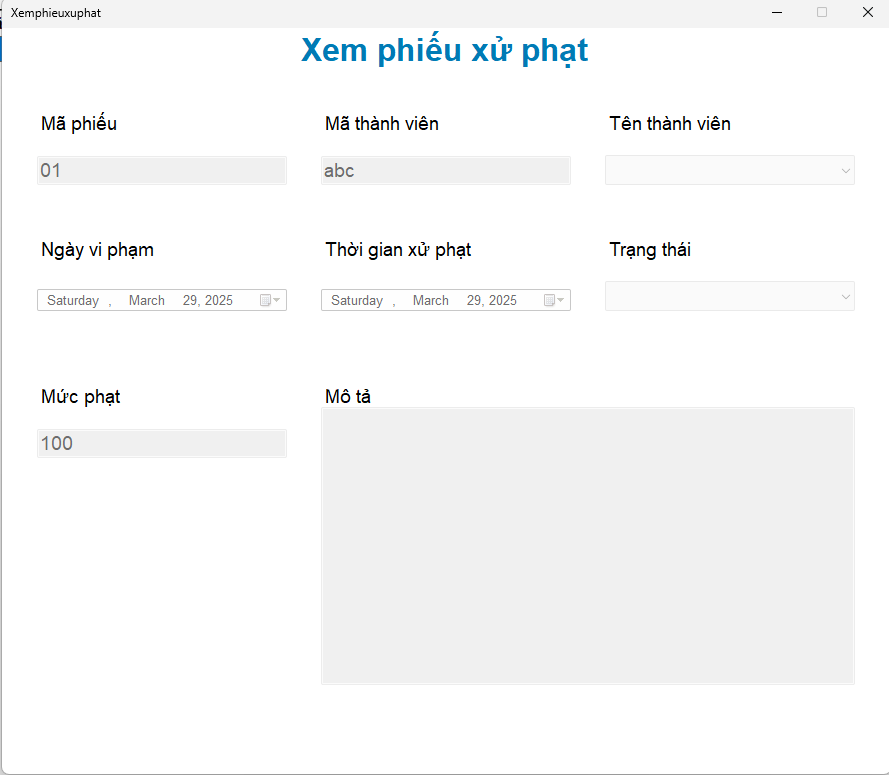 Xemphieuxuphat
Xem phiếu xử phạt
Mã phiếu
Mã thành viên
Tên thành viên
01
abc
Ngày vi phạm
Thời gian xử phạt
Trạng thái
Saturday , March 29, 2025
Saturday , March 29, 2025
Mức phạt
Mô tả
100